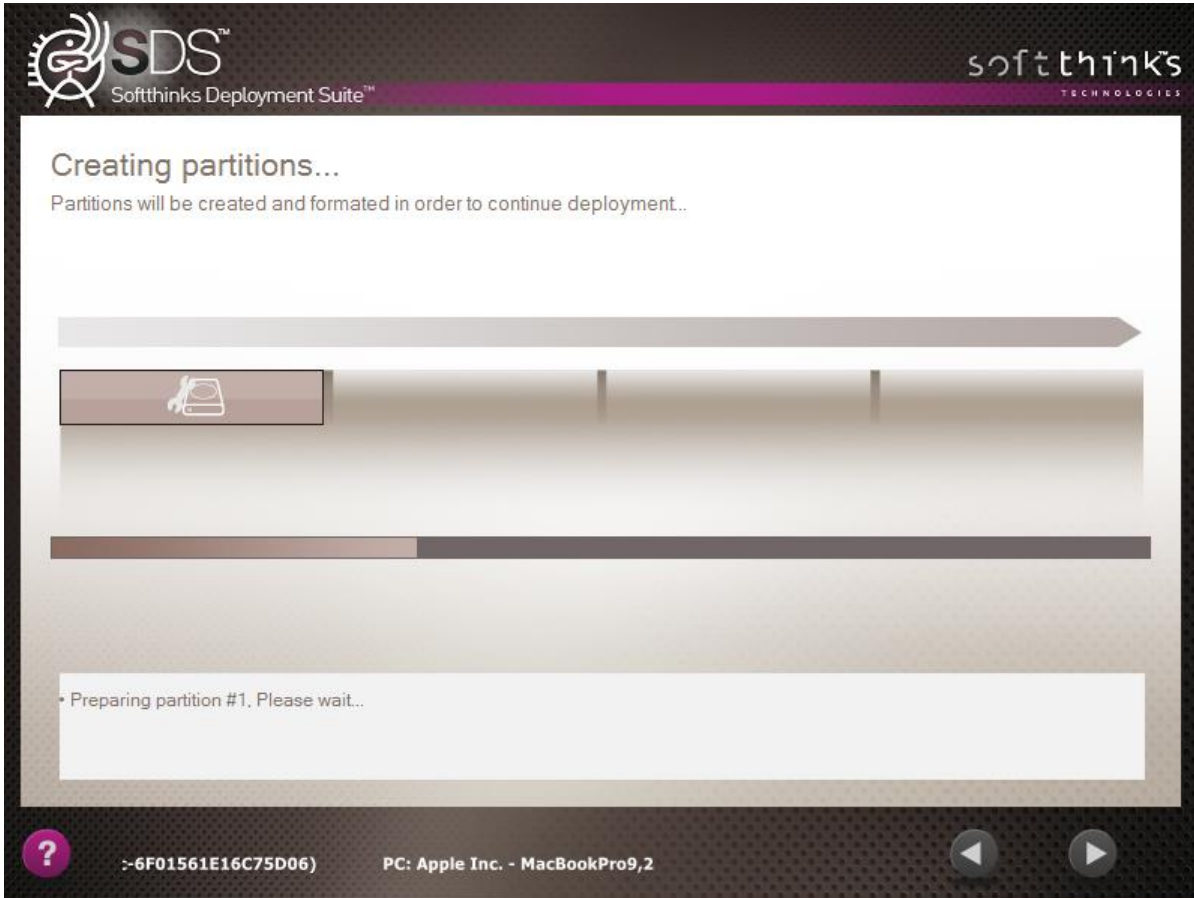 SDS™
Softthinks Deployment Suite™
softthinks
TECHNOLOGIES
Creating partitions...
Partitions will be created and formated in order to continue deployment...
• Preparing partition #1, Please wait...
?
:-6F01561E16C75D06)
PC: Apple Inc. - MacBookPro9,2